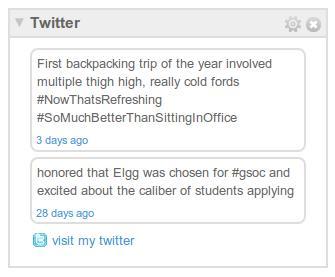 Twitter
First backpacking trip of the year involved
multiple thigh high, really cold fords
#NowThatsRefreshing
#SoMuchBetterThanSittingInOffice
3 days ago
honored that Elgg was chosen for #gsoc and
excited about the caliber of students applying
28 days ago
visit my twitter